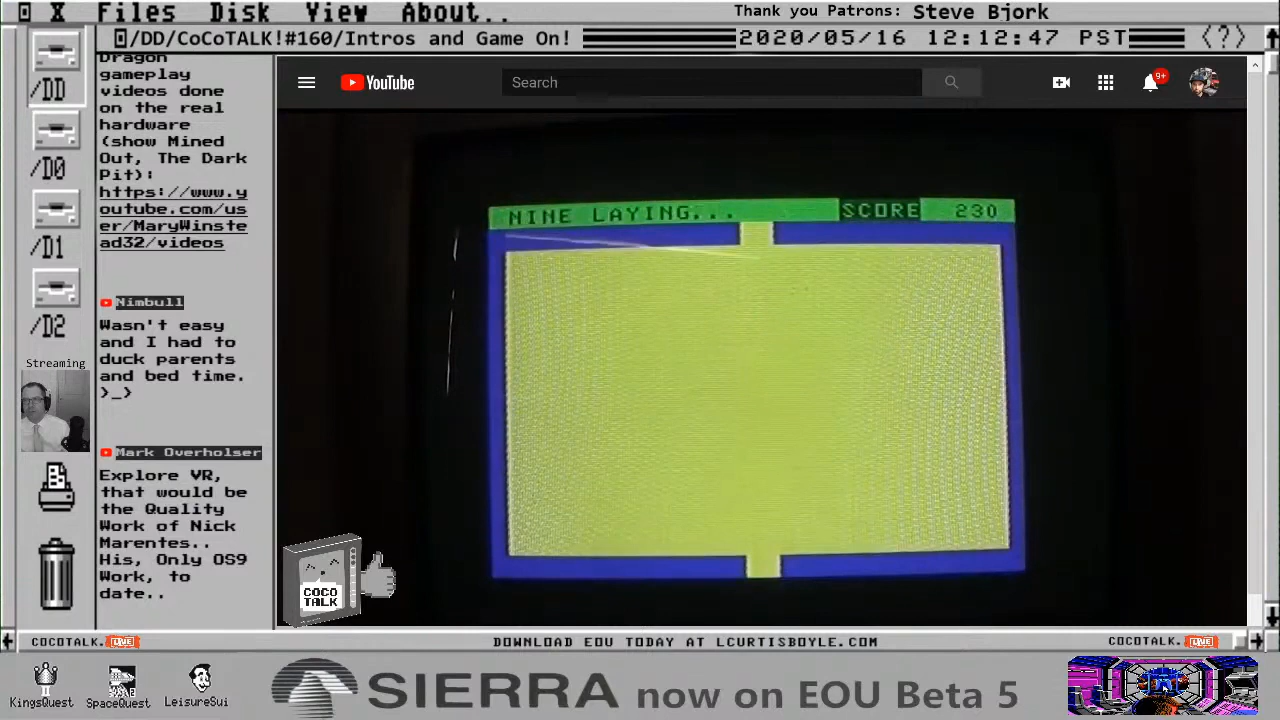 Files Disk View About..
Thank you Patrons: Steve Bjork
/DD/CoCoTALK!#160/Intros and Game On!
2020/05/16 12:12:47 PST
(?)
/DD
/D0
/D1
/D2
Streaming
Dragon
gameplay
videos done
on the real
hardware
(show Mined
Out, The Dark
Pit):
https://www.y
outube.com/us
er/MaryWinste
ad32/videos
Nimbull
Wasn't easy
and I had to
duck parents
and bed time.
>_>
Mark Overholser
Explore VR,
that would be
the Quality
Work of Nick
Marentes..
His, Only OS9
Work, to
date..
YouTube
Search
9+
NINE LAYING... SCORE 230
COCO
TALK
COCOTALK.LIVE
DOWNLOAD EOU TODAY AT LCURTISBOYLE.COM
COCOTALK.LIVE
KingsQuest
SpaceQuest
LeisureSui
SIERRA now on EOU Beta 5